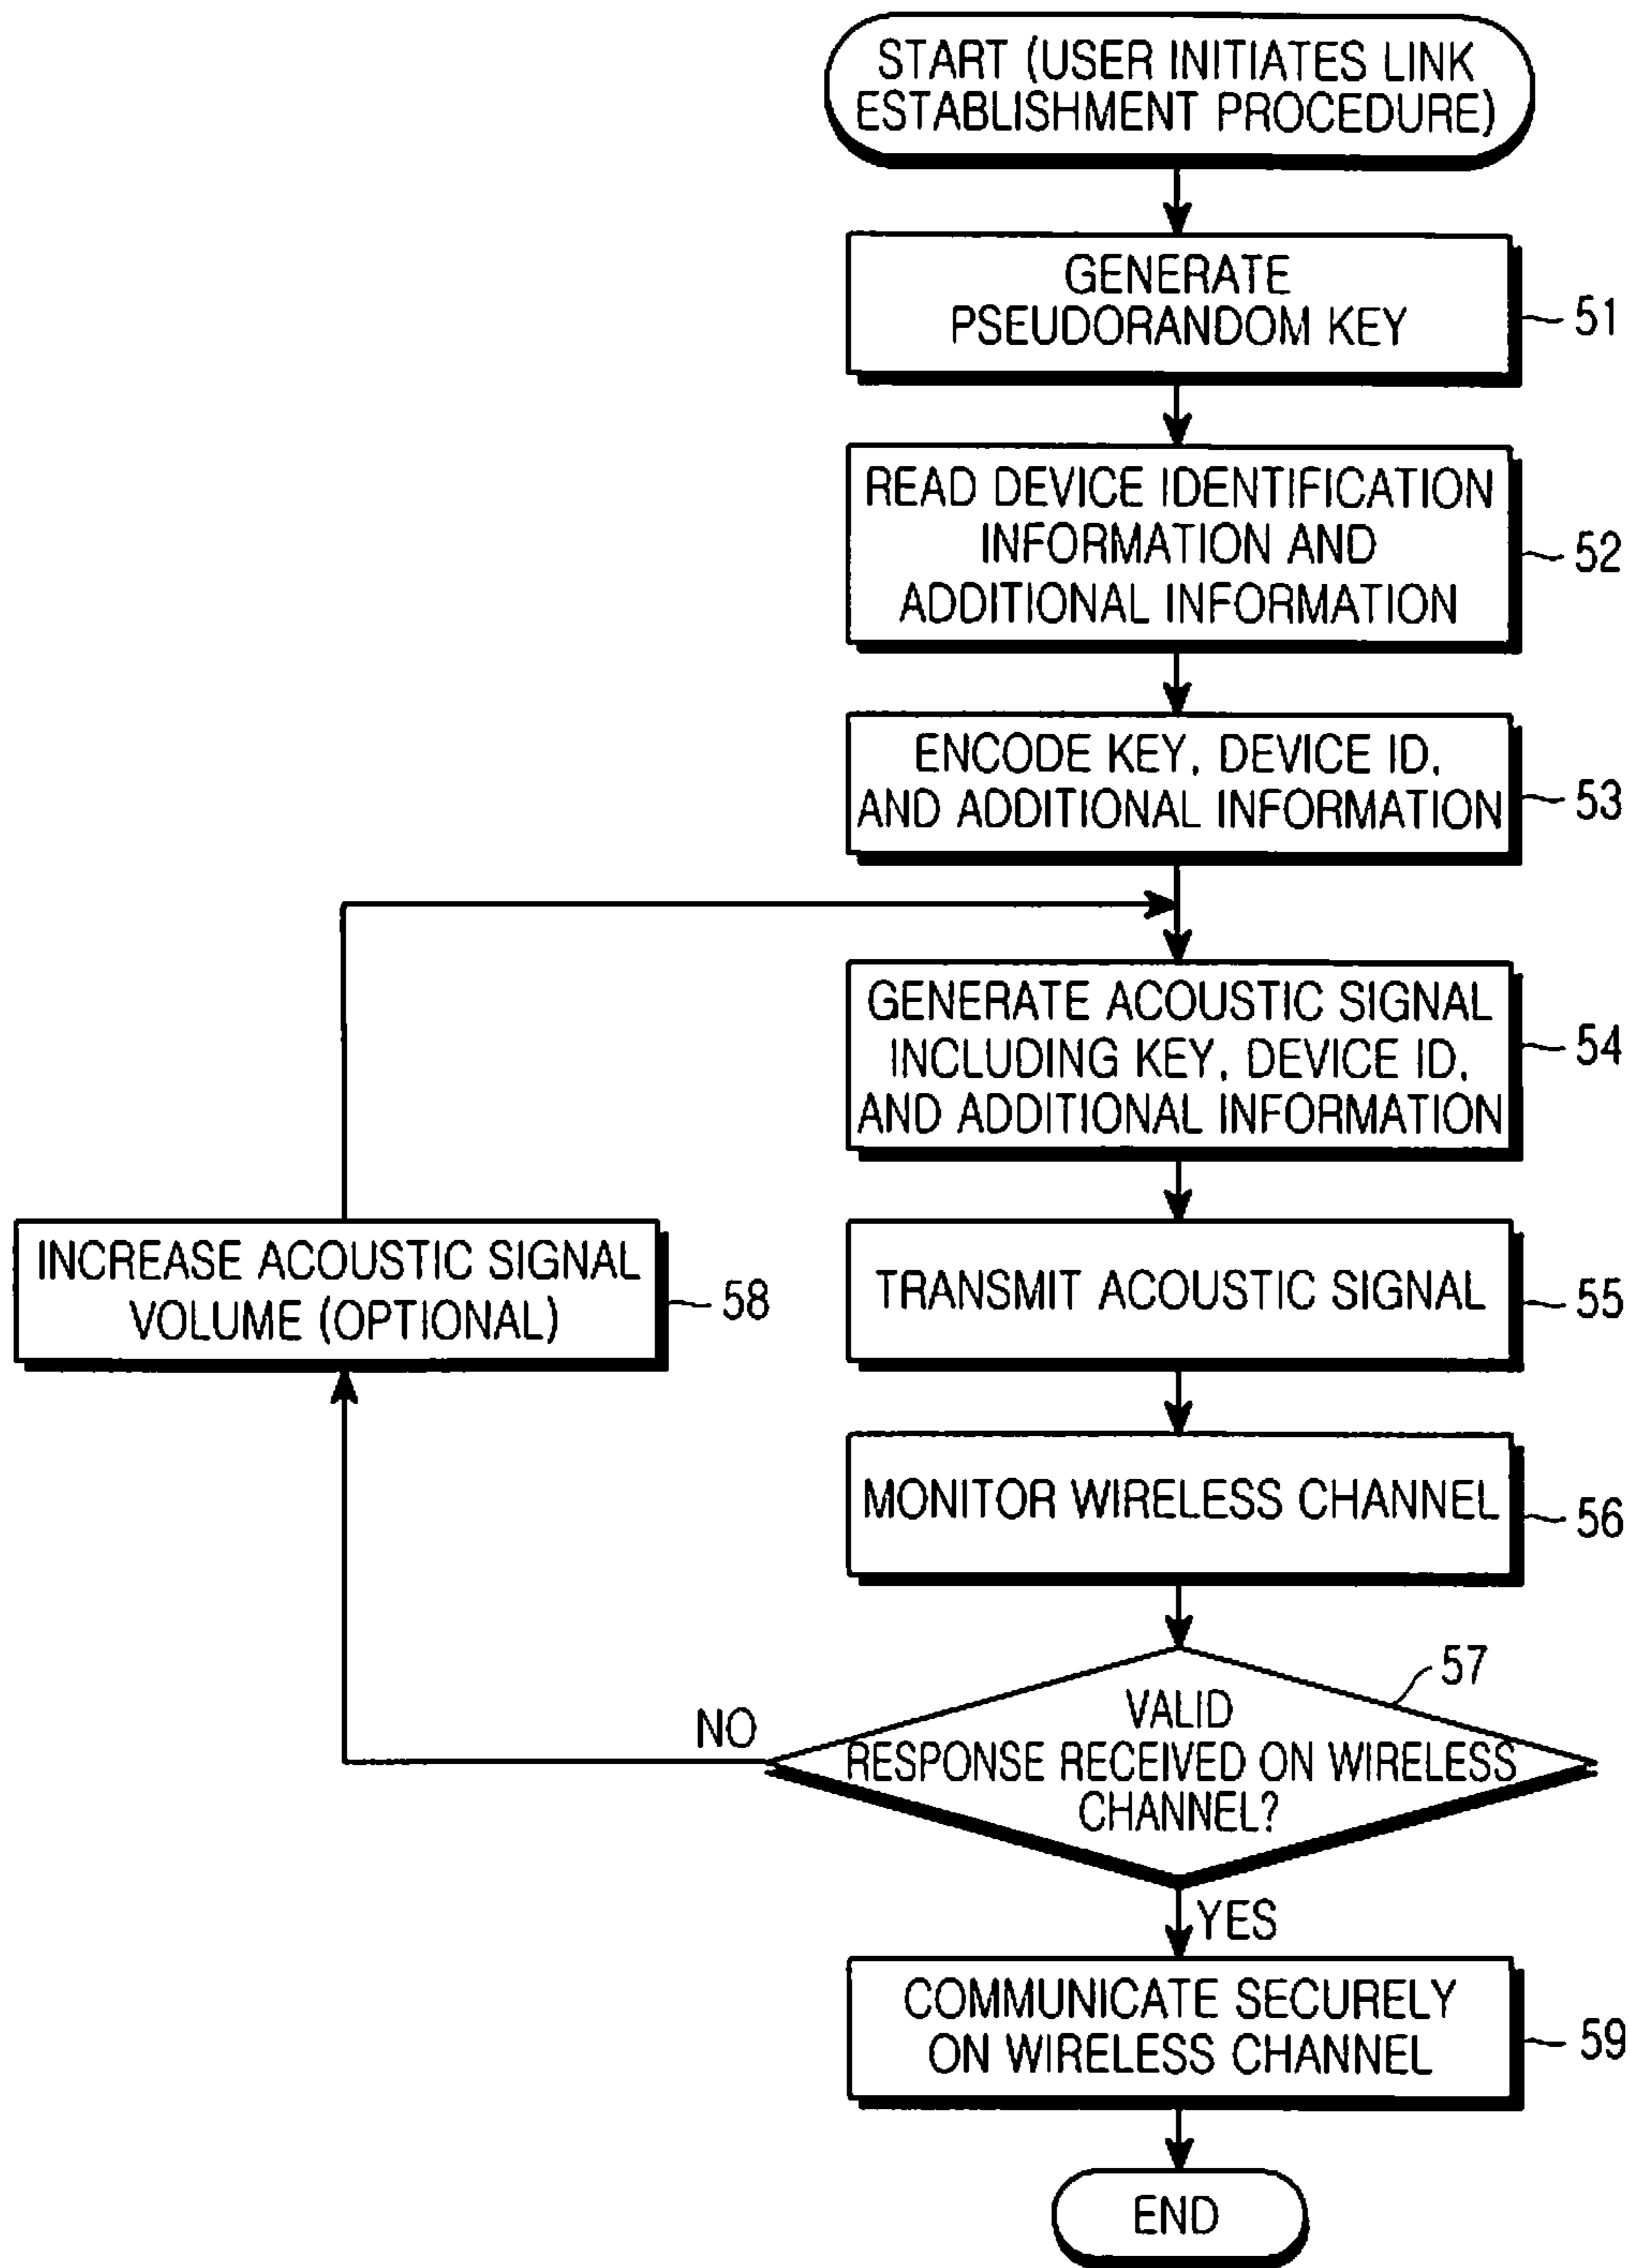 START (USER INITIATES LINK
ESTABLISHMENT PROCEDURE)
GENERATE
PSEUDORANDOM KEY
51
READ DEVICE IDENTIFICATION
INFORMATION AND
ADDITIONAL INFORMATION
52
ENCODE KEY, DEVICE ID,
AND ADDITIONAL INFORMATION
53
GENERATE ACOUSTIC SIGNAL
INCLUDING KEY, DEVICE ID,
AND ADDITIONAL INFORMATION
54
INCREASE ACOUSTIC SIGNAL
VOLUME (OPTIONAL)
58
TRANSMIT ACOUSTIC SIGNAL
55
MONITOR WIRELESS CHANNEL
56
57
NO
VALID
RESPONSE RECEIVED ON WIRELESS
CHANNEL?
YES
COMMUNICATE SECURELY
ON WIRELESS CHANNEL
59
END